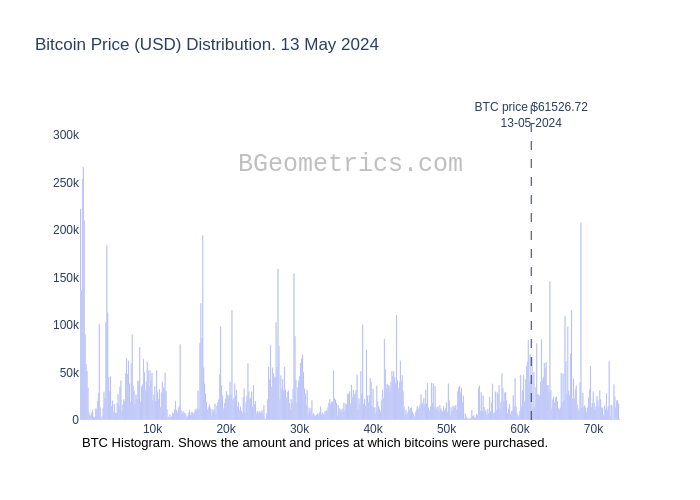 Bitcoin Price (USD) Distribution. 13 May 2024
BTC price $61526.72
13-05-2024
300k
BGeometrics.com
250k
200k
150k
100k
50k
0
10k 20k 30k 40k 50k 60k 70k
BTC Histogram. Shows the amount and prices at which bitcoins were purchased.